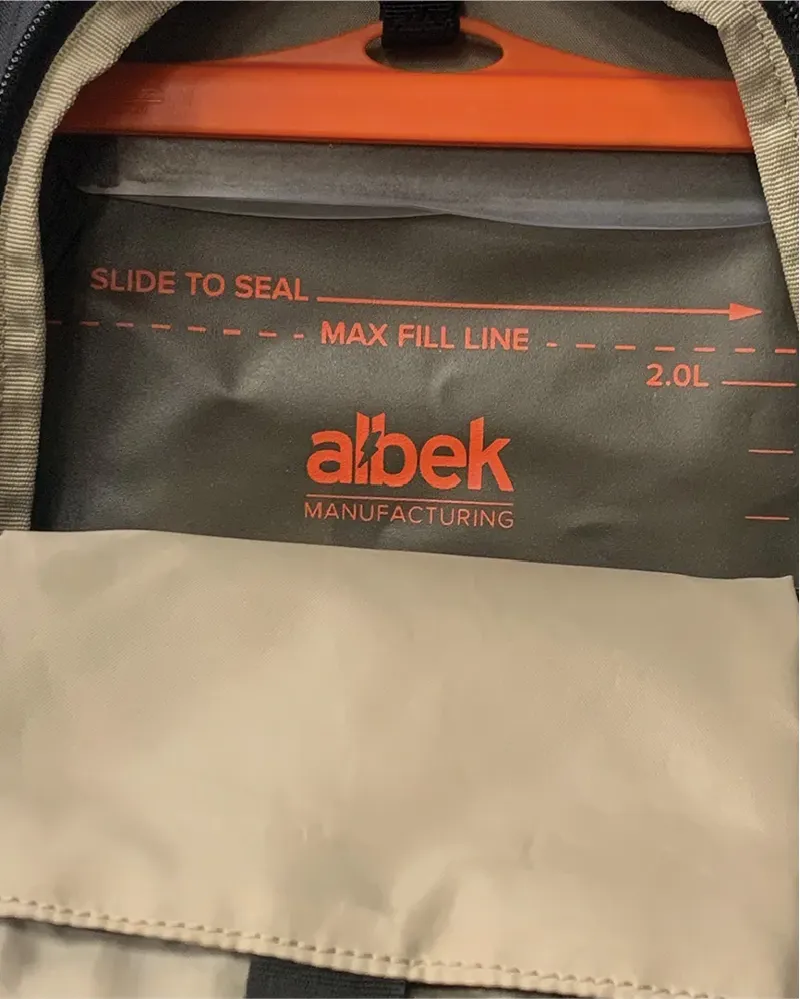 SLIDE TO SEAL
MAX FILL LINE
2.0L
albek
MANUFACTURING